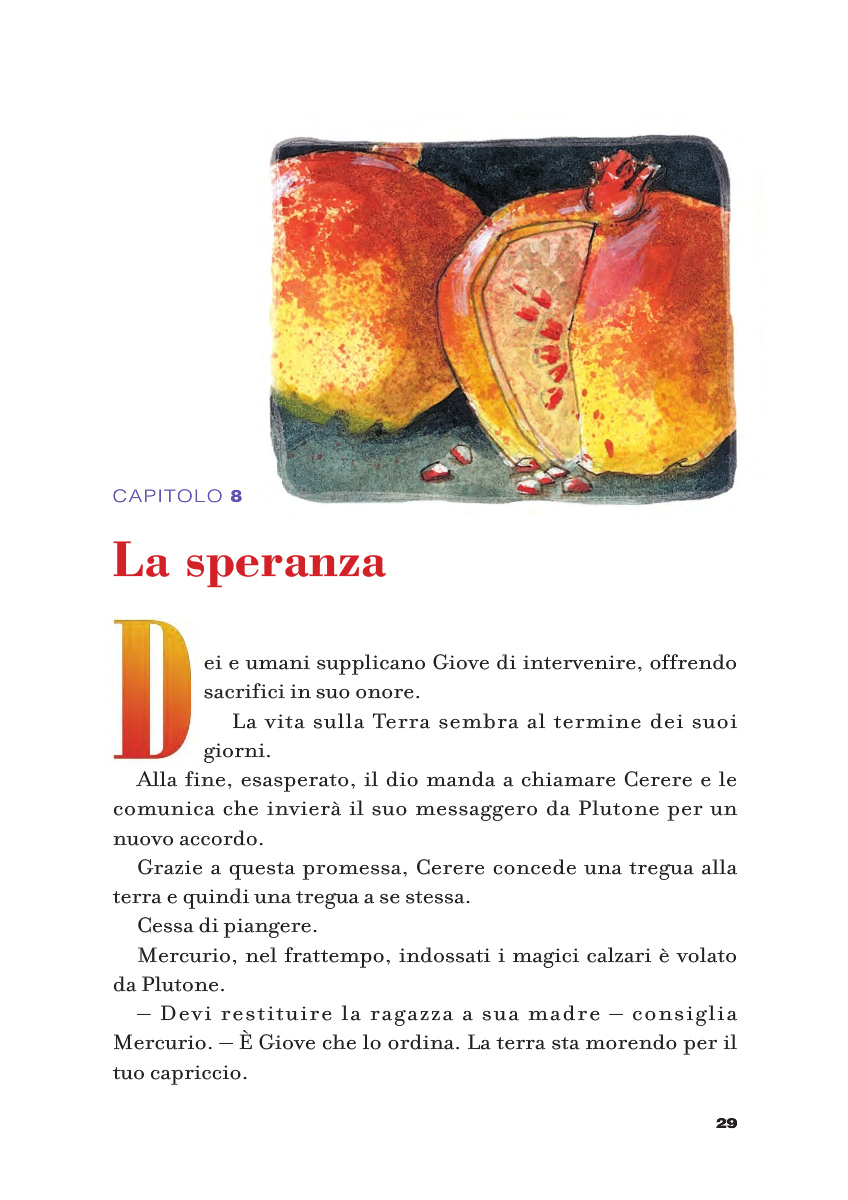 CAPITOLO 8
La speranza
Dei e umani supplicano Giove di intervenire, offrendo
sacrifici in suo onore.
La vita sulla Terra sembra al termine dei suoi
giorni.
Alla fine, esasperato, il dio manda a chiamare Cerere e le
comunica che invierà il suo messaggero da Plutone per un
nuovo accordo.
Grazie a questa promessa, Cerere concede una tregua alla
terra e quindi una tregua a se stessa.
Cessa di piangere.
Mercurio, nel frattempo, indossati i magici calzari è volato
da Plutone.
– Devi restituire la ragazza a sua madre – consiglia
Mercurio. – È Giove che lo ordina. La terra sta morendo per il
tuo capriccio.
29